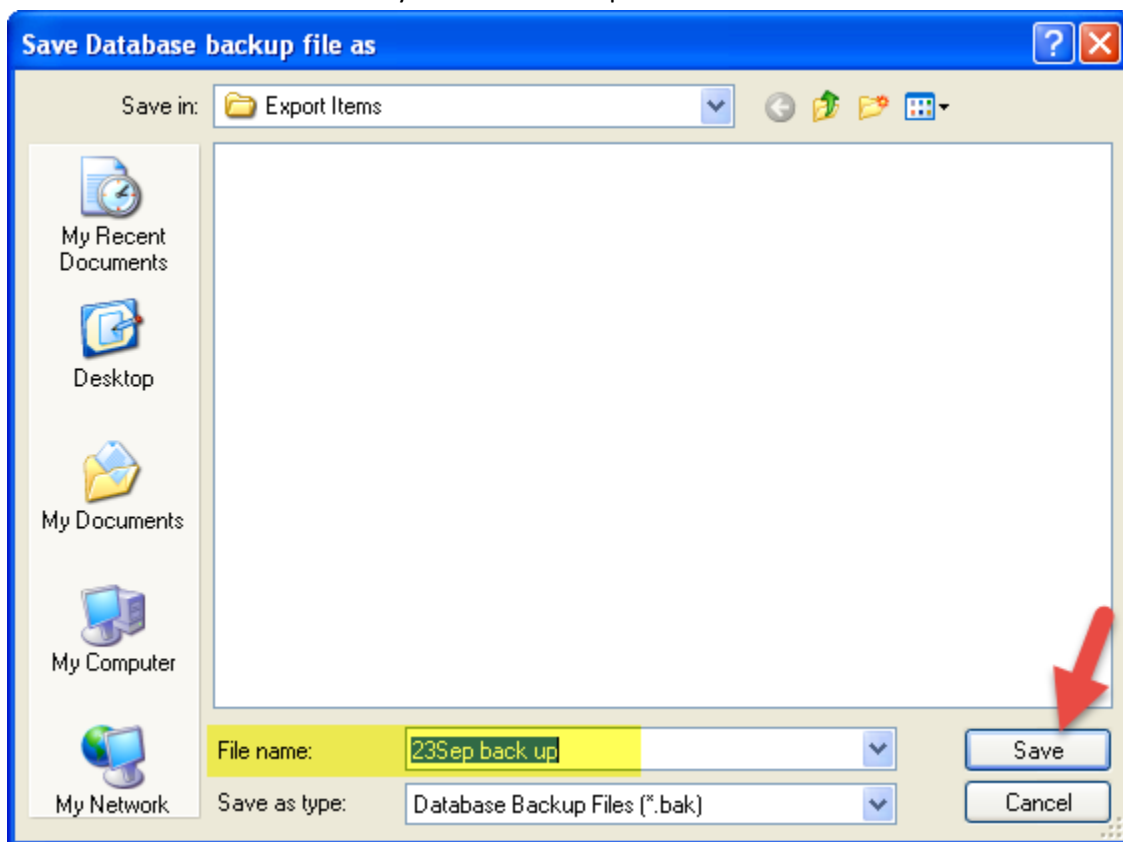 Save Database backup file as
Save in: Export Items
My Recent
Documents
Desktop
My Documents
My Computer
My Network
File name: 23Sep back up
Save
Save as type: Database Backup Files (*.bak)
Cancel